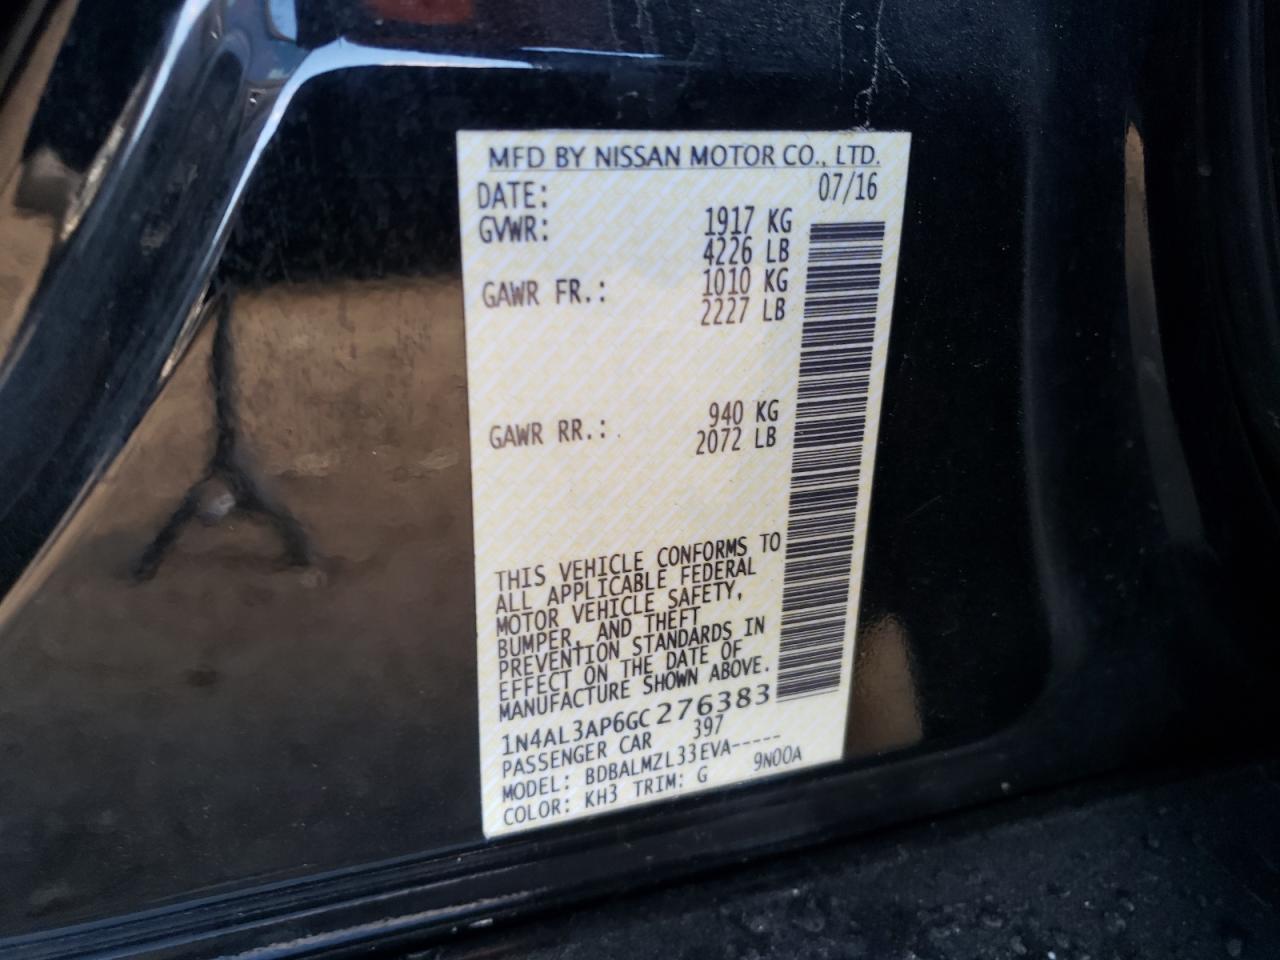 MFD BY NISSAN MOTOR CO., LTD.
DATE: 07/16
GVWR: 1917 KG
4226 LB
GAWR FR.: 1010 KG
2227 LB
GAWR RR.: 940 KG
2072 LB
THIS VEHICLE CONFORMS TO
ALL APPLICABLE FEDERAL
MOTOR VEHICLE SAFETY,
BUMPER, AND THEFT
PREVENTION STANDARDS IN
EFFECT ON THE DATE OF
MANUFACTURE SHOWN ABOVE.
1N4AL3AP6GC276383
PASSENGER CAR 397
MODEL: BDBALMZL33EVA-----
COLOR: KH3 TRIM: G 9N00A